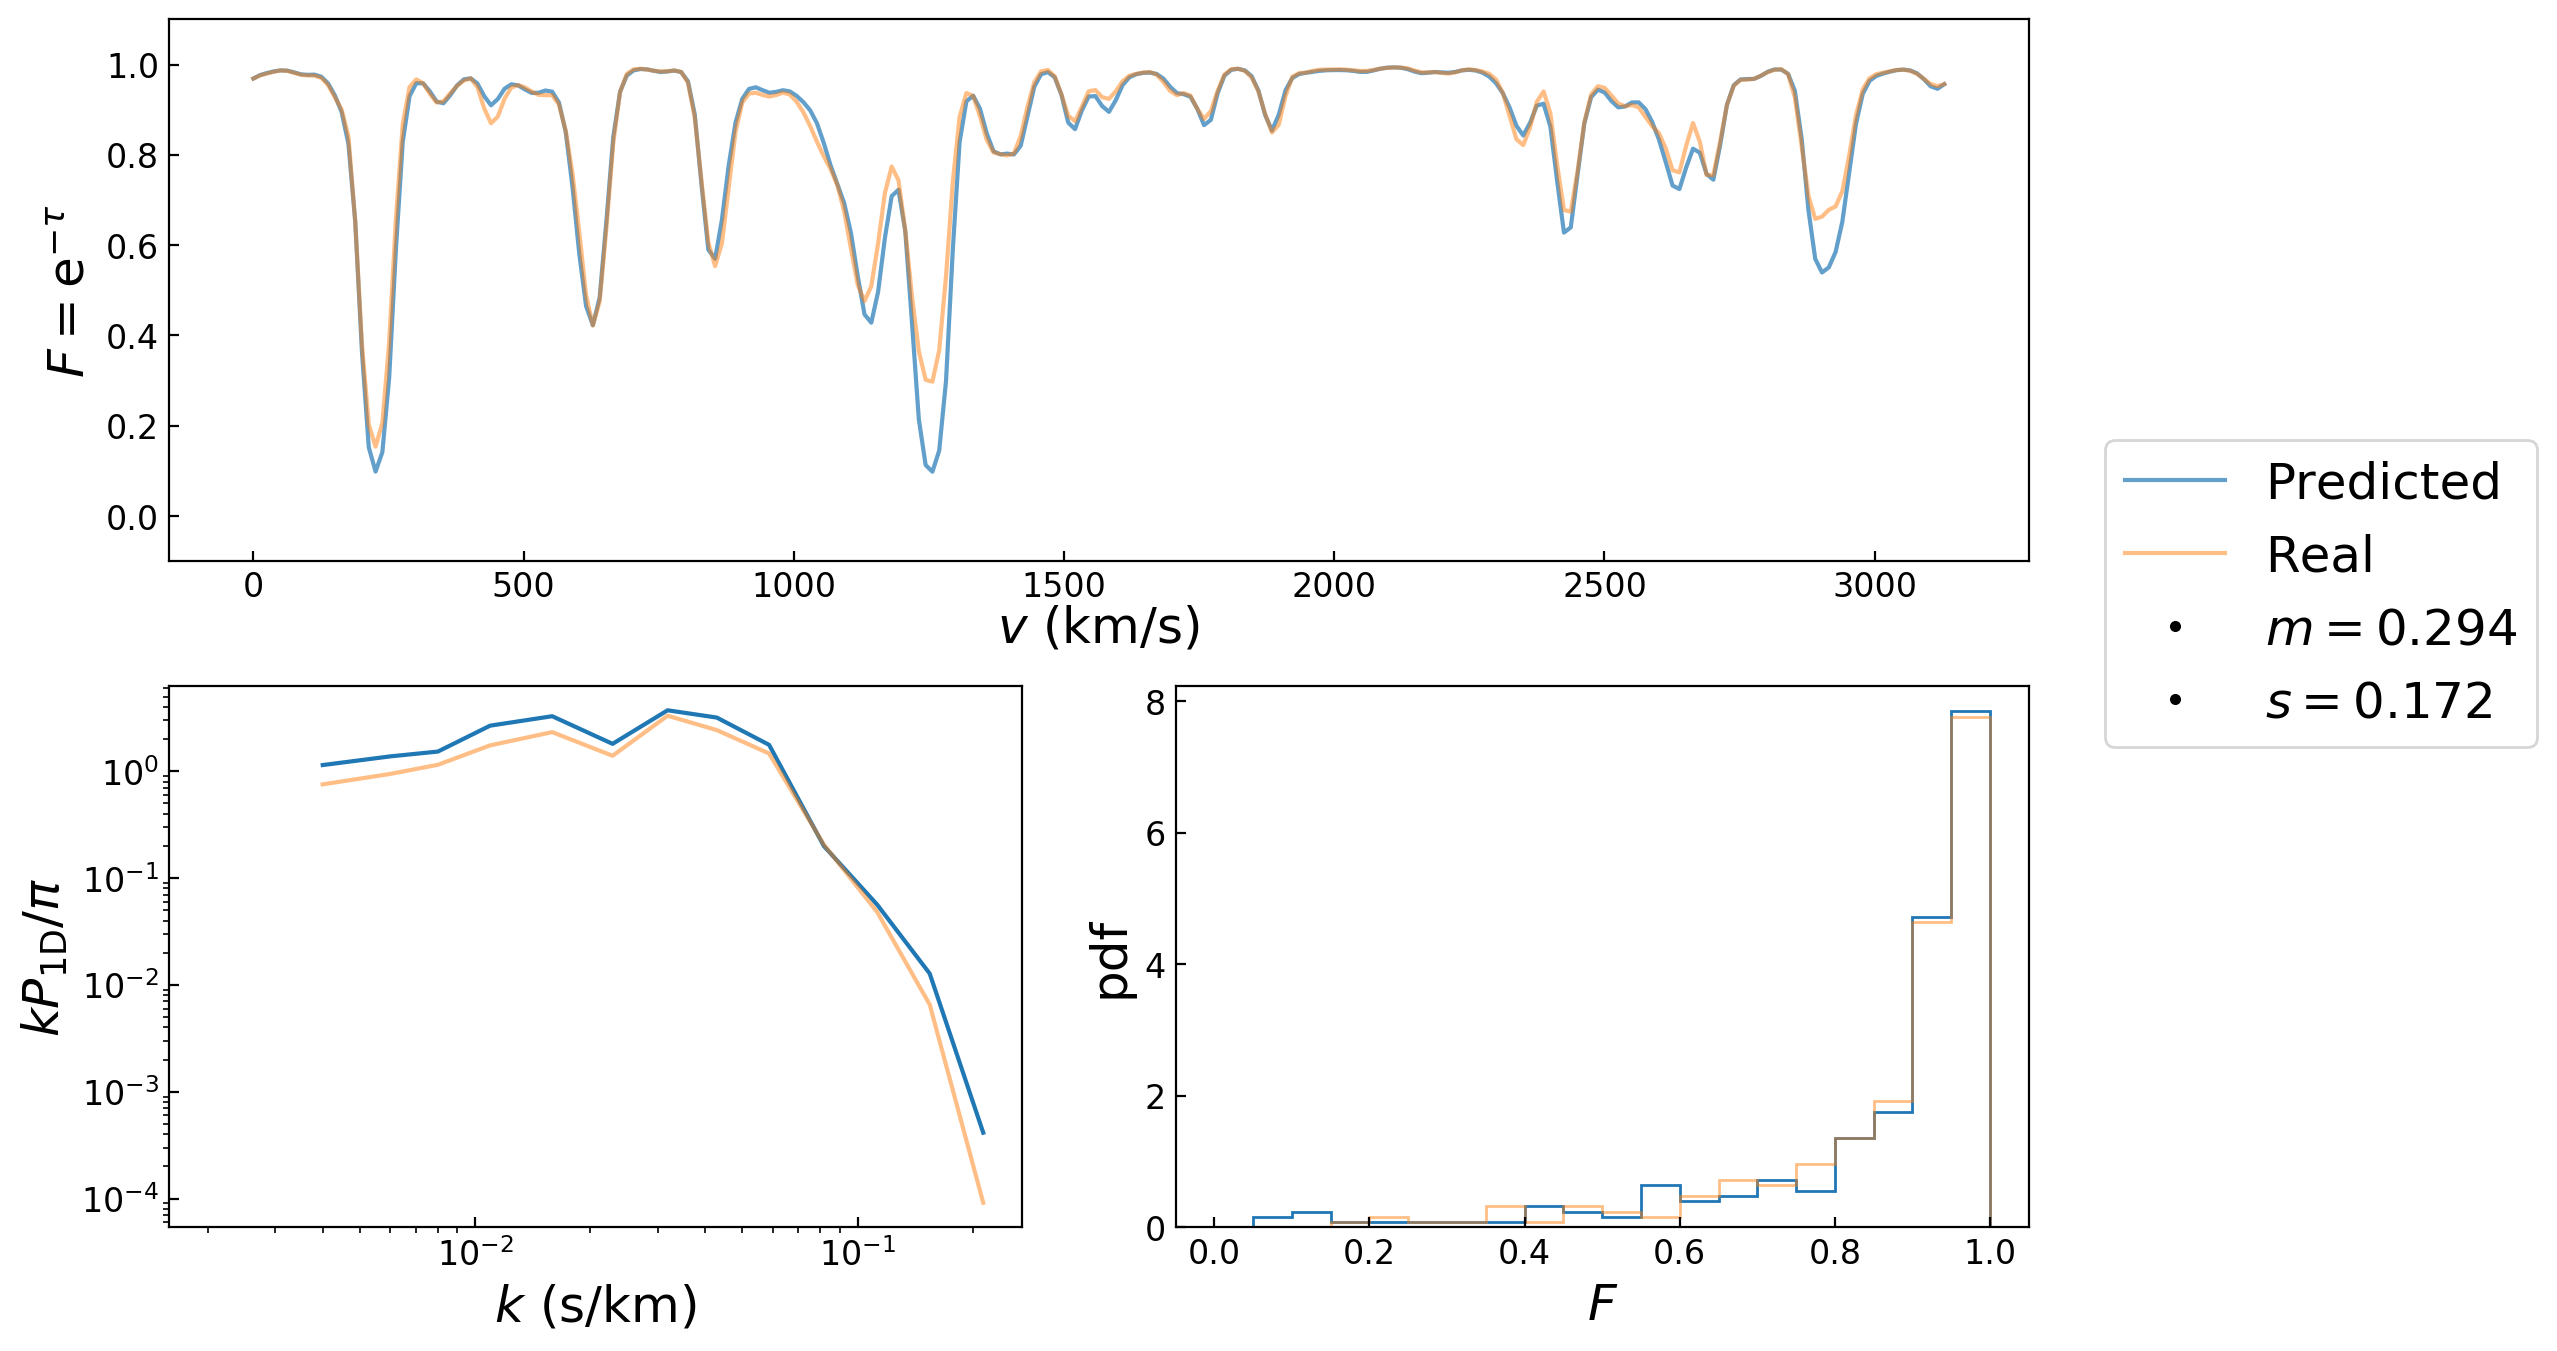 1.0
0.8
0.6
0.4
0.2
0.0
F = e^{−τ}
0 500 1000 1500 2000 2500 3000
v (km/s)
Predicted
Real
m = 0.294
s = 0.172
10^0
10^{−1}
10^{−2}
10^{−3}
10^{−4}
kP_{1D}/π
10^{−2} 10^{−1}
k (s/km)
8
6
4
2
0
pdf
0.0 0.2 0.4 0.6 0.8 1.0
F